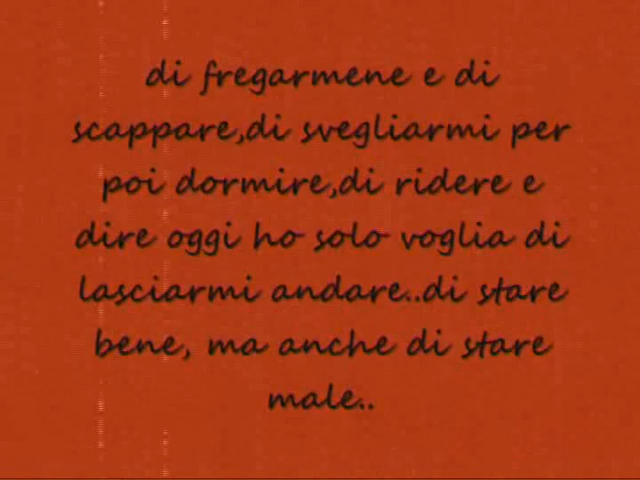 di fregarmene e di
scappare,di svegliarmi per
poi dormire,di ridere e
dire oggi ho solo voglia di
lasciarmi andare..di stare
bene, ma anche di stare
male..